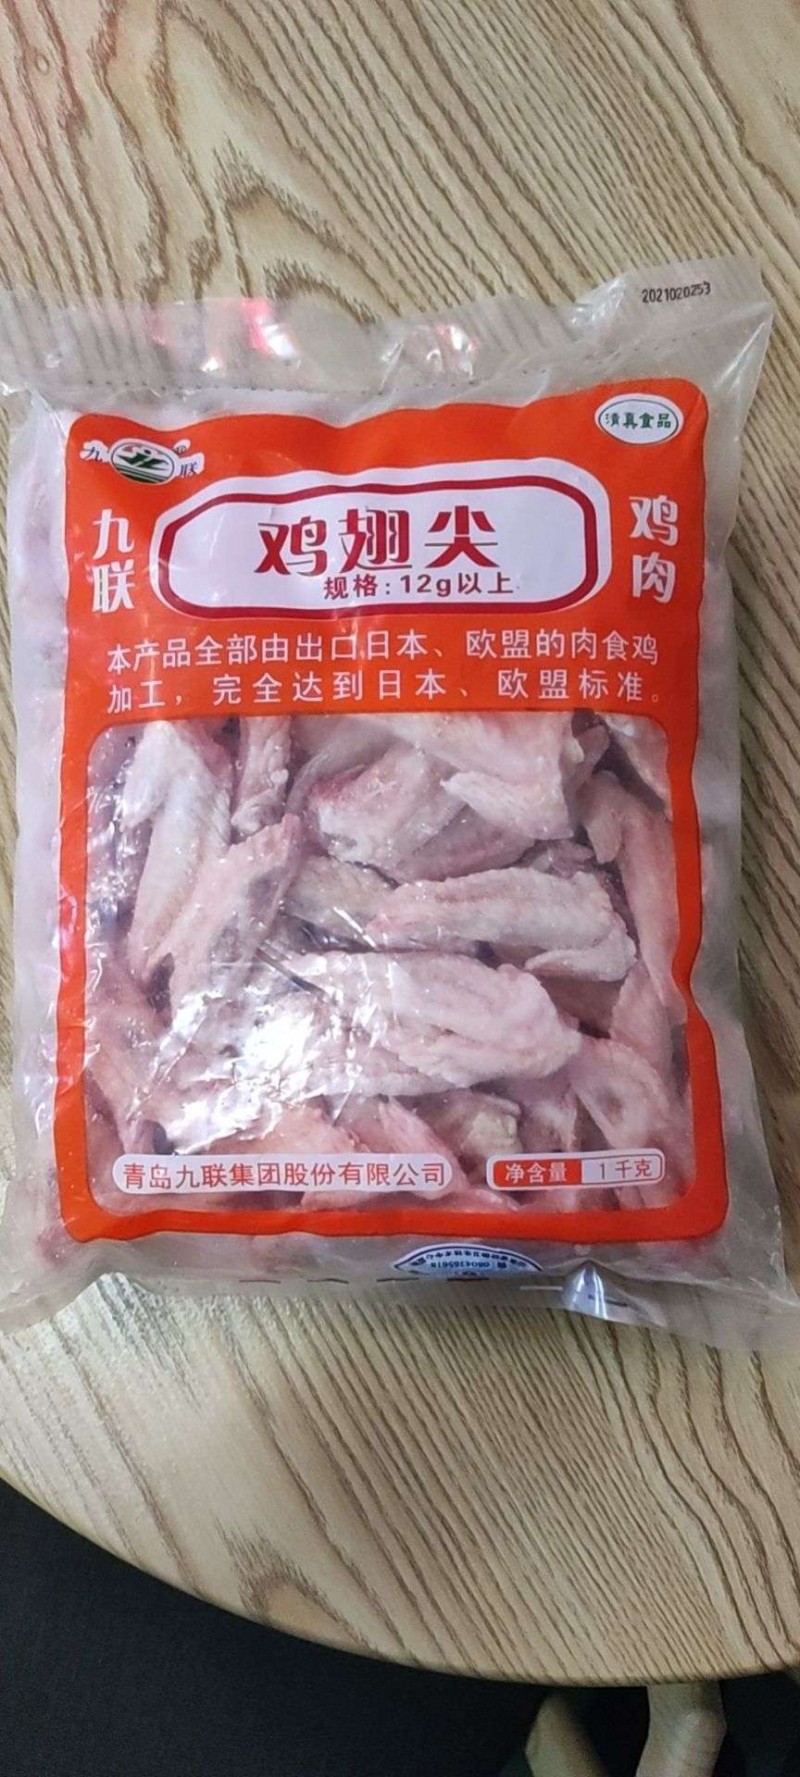 2021020253
清真食品
九 联
九联
鸡翅尖
规格：12g以上
鸡肉
本产品全部由出口日本、欧盟的肉食鸡
加工，完全达到日本、欧盟标准。
青岛九联集团股份有限公司
净含量 1千克